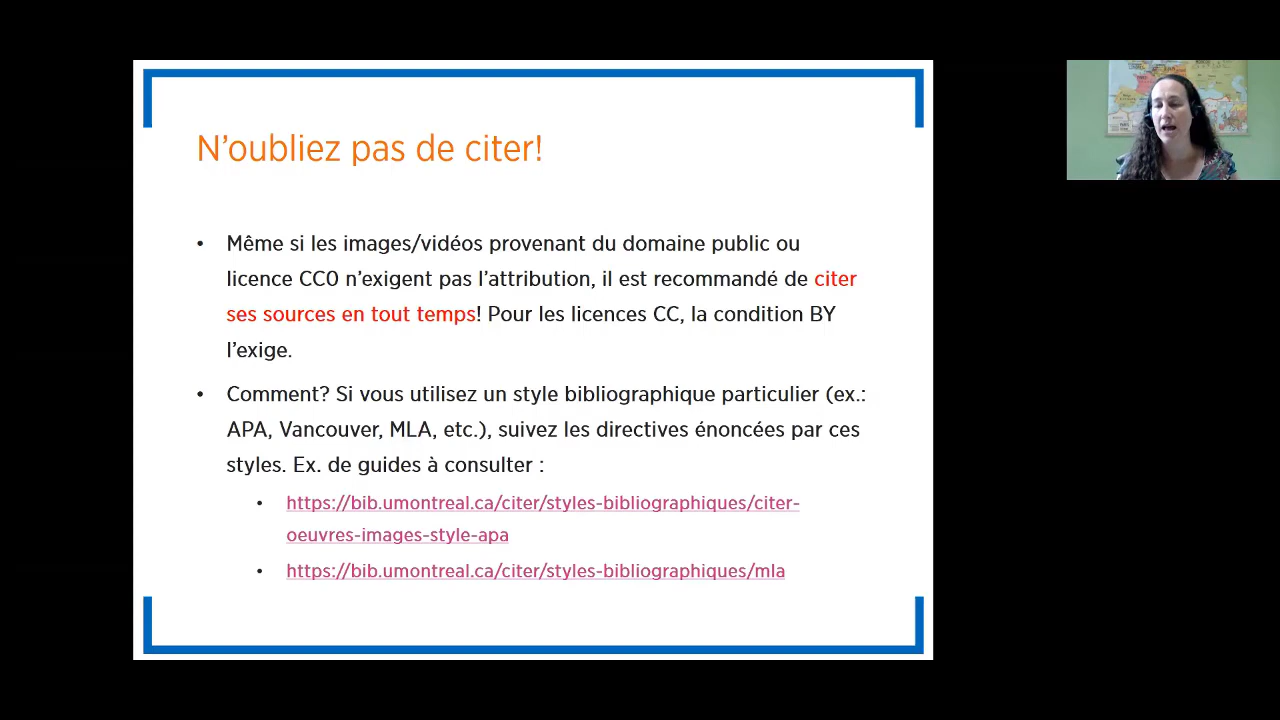 N’oubliez pas de citer!
• Même si les images/vidéos provenant du domaine public ou
licence CC0 n’exigent pas l’attribution, il est recommandé de citer
ses sources en tout temps! Pour les licences CC, la condition BY
l’exige.
• Comment? Si vous utilisez un style bibliographique particulier (ex.:
APA, Vancouver, MLA, etc.), suivez les directives énoncées par ces
styles. Ex. de guides à consulter :
• https://bib.umontreal.ca/citer/styles-bibliographiques/citer-
oeuvres-images-style-apa
• https://bib.umontreal.ca/citer/styles-bibliographiques/mla